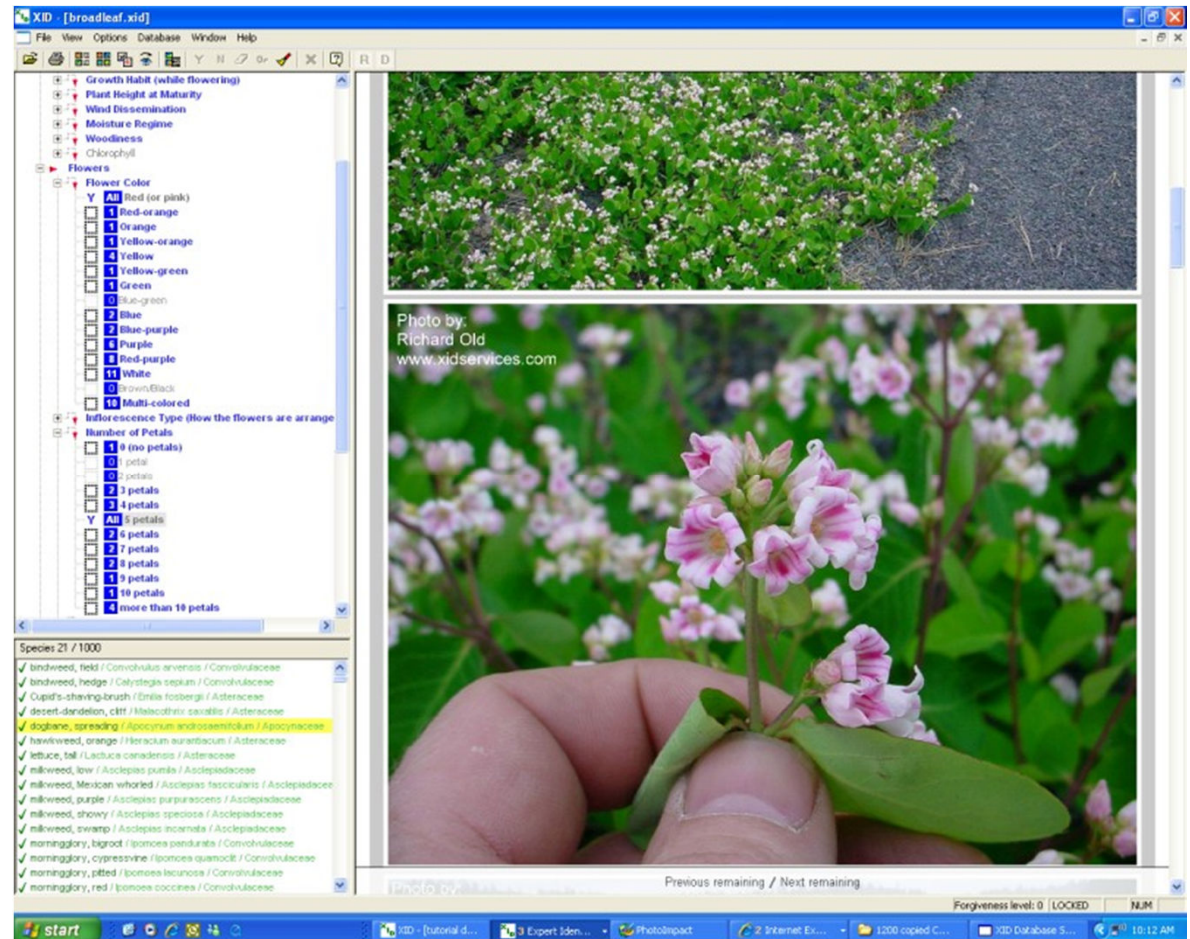 XID - [broadleaf.xid]
File View Options Database Window Help
Y N Or R D
Growth Habit (while flowering)
Plant Height at Maturity
Wind Dissemination
Moisture Regime
Woodiness
Chlorophyll
Flowers
Flower Color
Y All Red (or pink)
1 Red-orange
1 Orange
1 Yellow-orange
4 Yellow
1 Yellow-green
1 Green
0 Blue-green
2 Blue
2 Blue-purple
6 Purple
8 Red-purple
11 White
0 Brown/Black
10 Multi-colored
Inflorescence Type (How the flowers are arrange
Number of Petals
1 0 (no petals)
0 1 petal
0 2 petals
2 3 petals
3 4 petals
Y All 5 petals
2 6 petals
2 7 petals
2 8 petals
1 9 petals
1 10 petals
4 more than 10 petals
Species 21 / 1000
bindweed, field / Convolvulus arvensis / Convolvulaceae
bindweed, hedge / Calystegia sepium / Convolvulaceae
Cupid's-shaving-brush / Emilia fosbergii / Asteraceae
desert-dandelion, cliff / Malacothrix saxatilis / Asteraceae
dogbane, spreading / Apocynum androsaemifolium / Apocynaceae
hawkweed, orange / Hieracium aurantiacum / Asteraceae
lettuce, tall / Lactuca canadensis / Asteraceae
milkweed, low / Asclepias pumila / Asclepiadaceae
milkweed, Mexican whorled / Asclepias fascicularis / Asclepiadacee
milkweed, purple / Asclepias purpurascens / Asclepiadaceae
milkweed, showy / Asclepias speciosa / Asclepiadaceae
milkweed, swamp / Asclepias incarnata / Asclepiadaceae
morningglory, bigroot / Ipomoea pandurata / Convolvulaceae
morningglory, cypressvine / Ipomoea quamoclit / Convolvulaceae
morningglory, pitted / Ipomoea lacunosa / Convolvulaceae
morningglory, red / Ipomoea coccinea / Convolvulaceae
Photo by:
Richard Old
www.xidservices.com
Photo by:
Previous remaining / Next remaining
Forgiveness level: 0 LOCKED NUM
start
XID - [tutorial d...
3 Expert Iden...
PhotoImpact
2 Internet Ex...
1200 copied C...
XID Database S...
10:12 AM